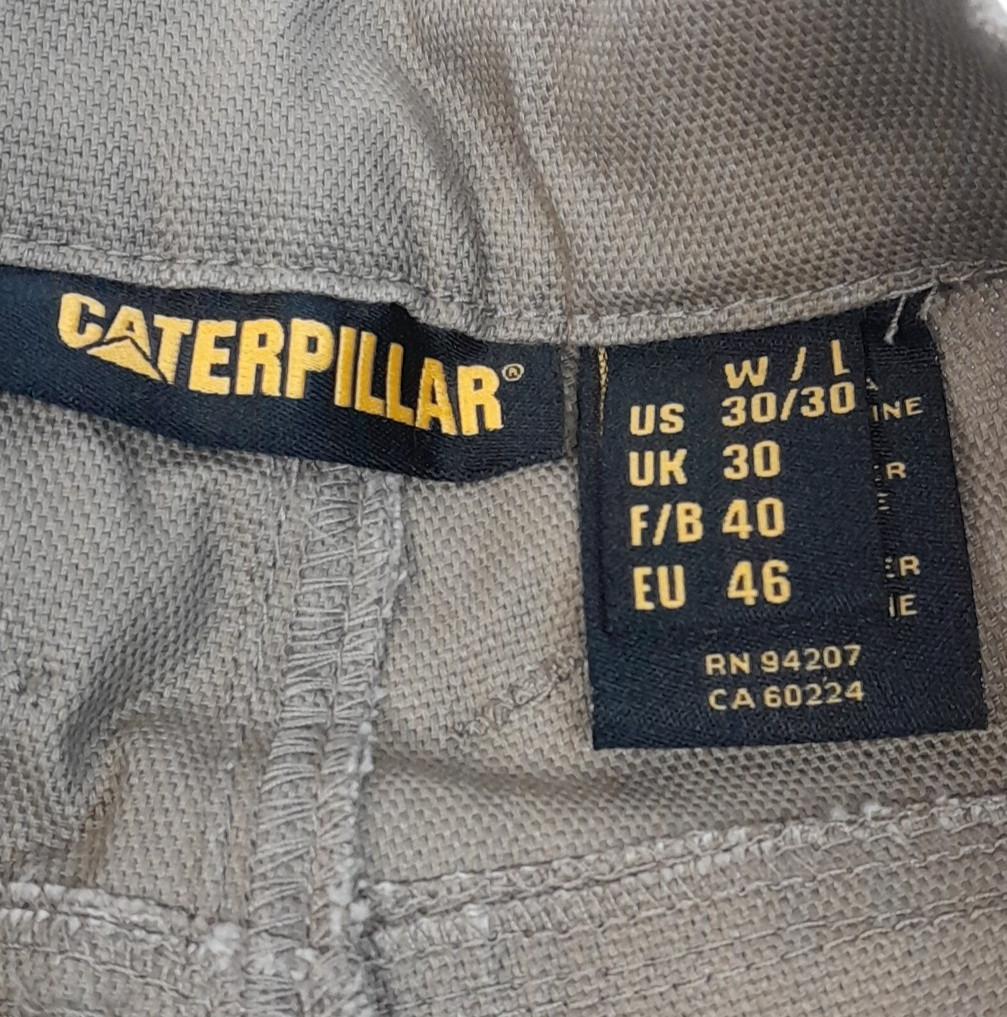 CATERPILLAR®
W / L
US 30/30
UK 30
F/B 40
EU 46
RN 94207
CA 60224